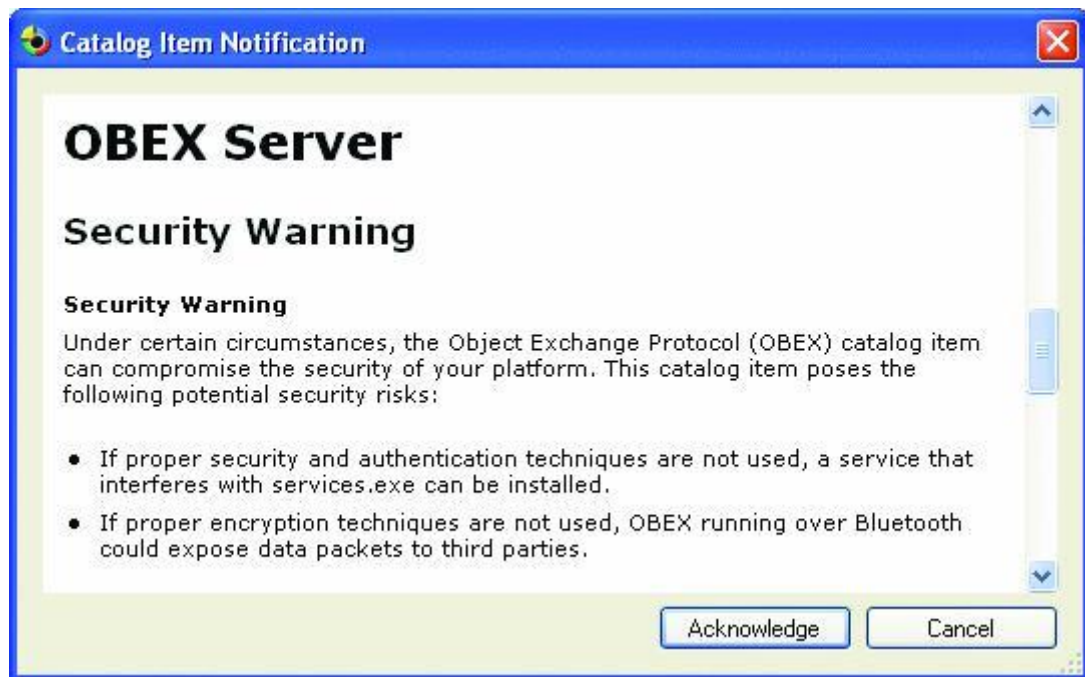 Catalog Item Notification
OBEX Server
Security Warning
Security Warning
Under certain circumstances, the Object Exchange Protocol (OBEX) catalog item
can compromise the security of your platform. This catalog item poses the
following potential security risks:
• If proper security and authentication techniques are not used, a service that
interferes with services.exe can be installed.
• If proper encryption techniques are not used, OBEX running over Bluetooth
could expose data packets to third parties.
Acknowledge Cancel